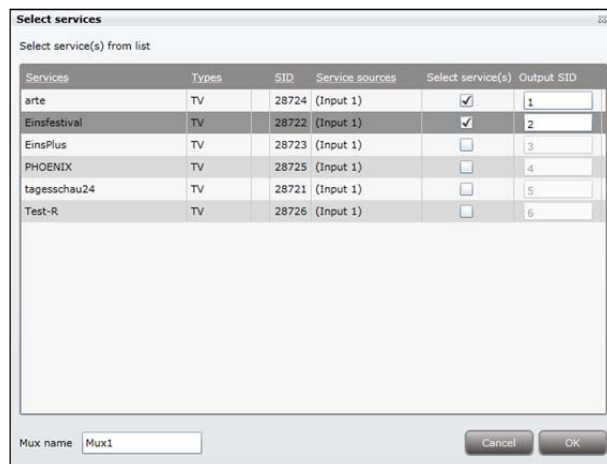 Select services
Select service(s) from list
Services Types SID Service sources Select service(s) Output SID
arte TV 28724 (Input 1) 1
Einsfestival TV 28722 (Input 1) 2
EinsPlus TV 28723 (Input 1) 3
PHOENIX TV 28725 (Input 1) 4
tagesschau24 TV 28721 (Input 1) 5
Test-R TV 28726 (Input 1) 6
Mux name Mux1 Cancel OK